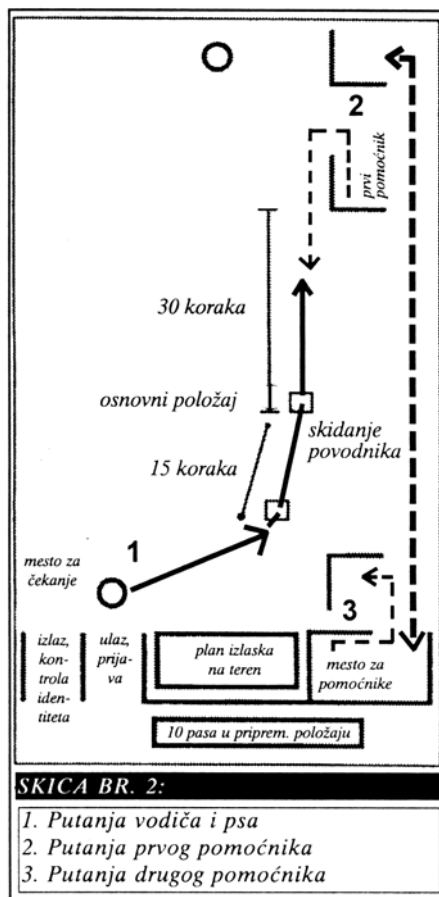 2
prvi
pomoćnik
30 koraka
osnovni položaj
skidanje
povodnika
15 koraka
1
mesto za
čekanje
3
izlaz,
kon-
trola
iden-
titeta
ulaz,
prija-
va
plan izlaska
na teren
mesto za
pomoćnike
10 pasa u priprem. položaju
SKICA BR. 2:
1. Putanja vodiča i psa
2. Putanja prvog pomoćnika
3. Putanja drugog pomoćnika